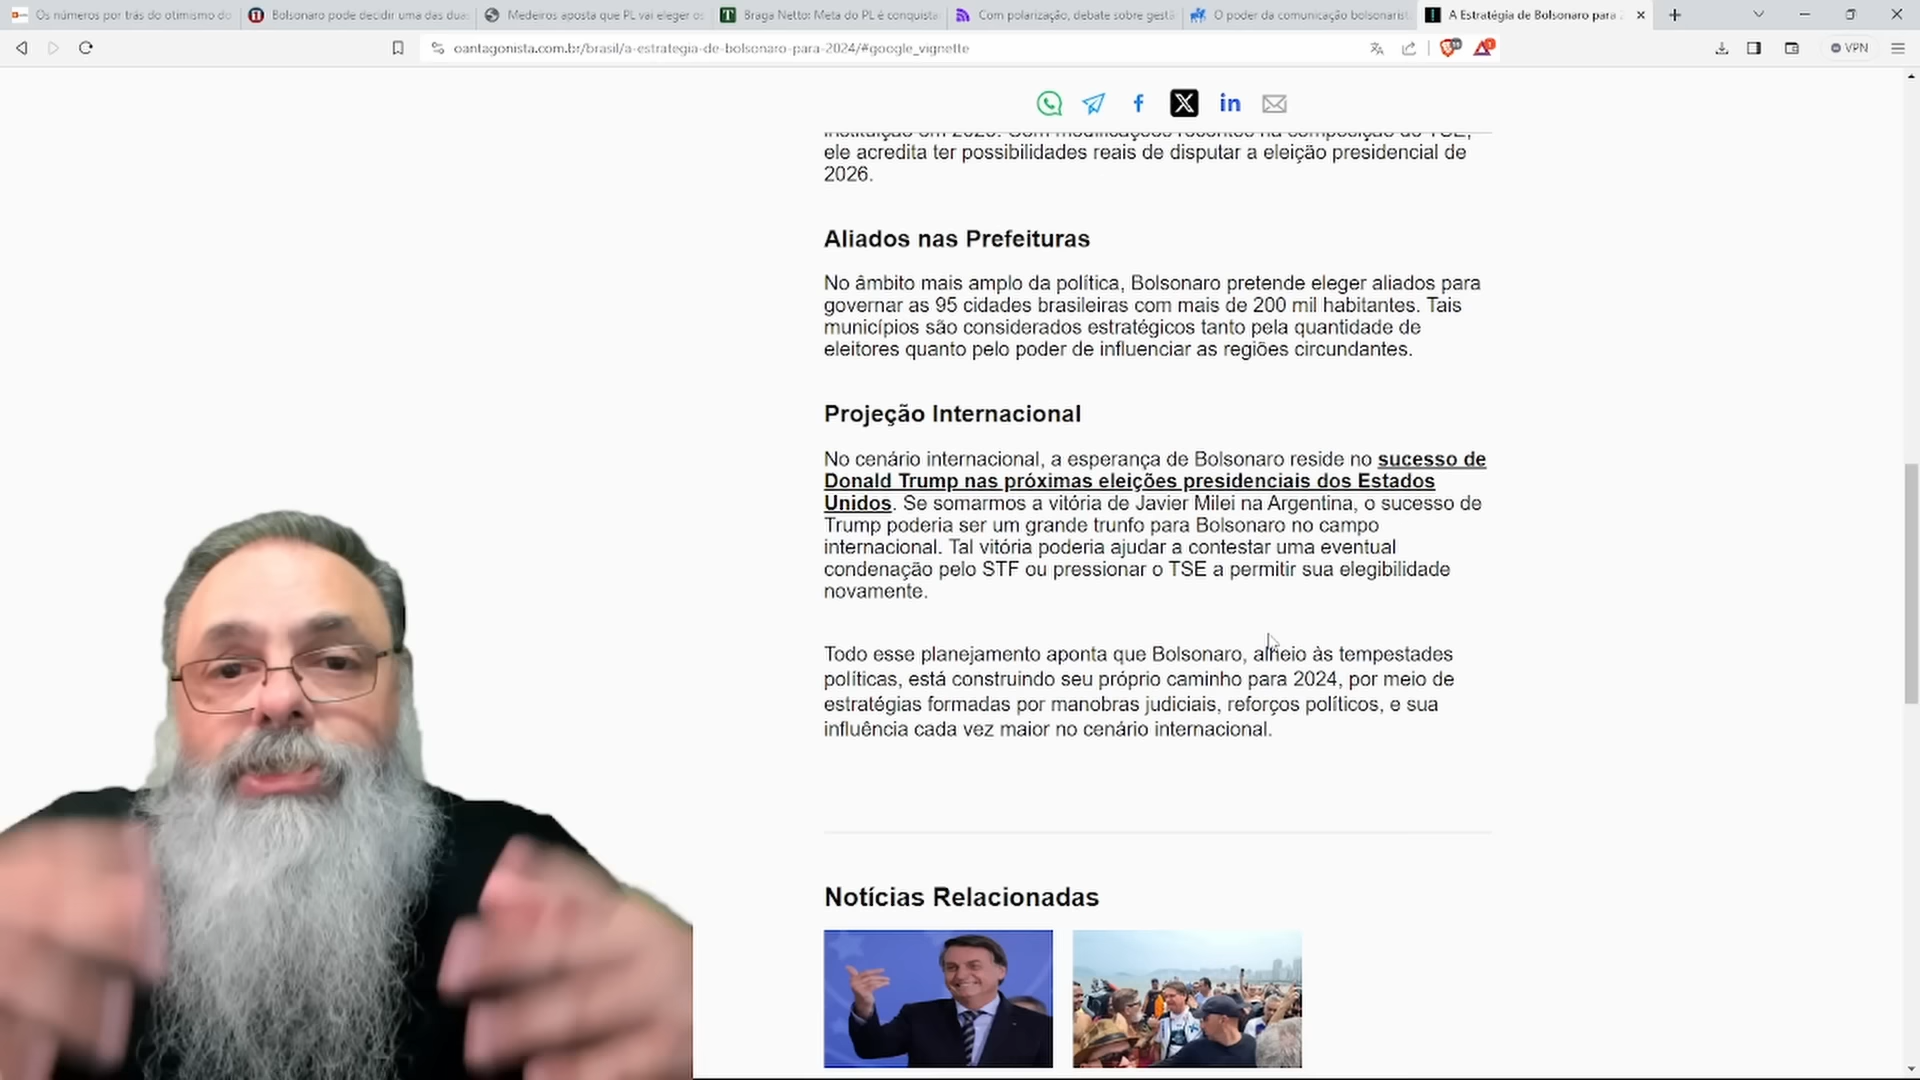 Os números por trás do otimismo do
Bolsonaro pode decidir uma das duas
Medeiros aposta que PL vai eleger os
Braga Netto: Meta do PL é conquista
Com polarização, debate sobre gestã
O poder da comunicação bolsonarist
A Estratégia de Bolsonaro para 2
oantagonista.com.br/brasil/a-estrategia-de-bolsonaro-para-2024/#google_vignette
VPN
ele acredita ter possibilidades reais de disputar a eleição presidencial de
2026.
Aliados nas Prefeituras
No âmbito mais amplo da política, Bolsonaro pretende eleger aliados para
governar as 95 cidades brasileiras com mais de 200 mil habitantes. Tais
municípios são considerados estratégicos tanto pela quantidade de
eleitores quanto pelo poder de influenciar as regiões circundantes.
Projeção Internacional
No cenário internacional, a esperança de Bolsonaro reside no sucesso de
Donald Trump nas próximas eleições presidenciais dos Estados
Unidos. Se somarmos a vitória de Javier Milei na Argentina, o sucesso de
Trump poderia ser um grande trunfo para Bolsonaro no campo
internacional. Tal vitória poderia ajudar a contestar uma eventual
condenação pelo STF ou pressionar o TSE a permitir sua elegibilidade
novamente.
Todo esse planejamento aponta que Bolsonaro, alheio às tempestades
políticas, está construindo seu próprio caminho para 2024, por meio de
estratégias formadas por manobras judiciais, reforços políticos, e sua
influência cada vez maior no cenário internacional.
Notícias Relacionadas